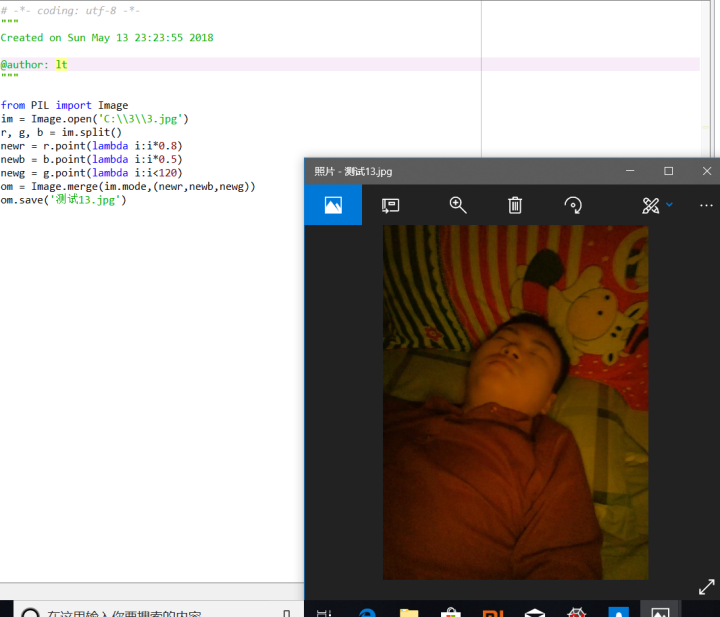 # -*- coding: utf-8 -*-
"""
Created on Sun May 13 23:23:55 2018
@author: lt
"""
from PIL import Image
im = Image.open('C:\\3\\3.jpg')
r, g, b = im.split()
newr = r.point(lambda i:i*0.8)
newb = b.point(lambda i:i*0.5)
newg = g.point(lambda i:i<120)
om = Image.merge(im.mode,(newr,newb,newg))
om.save('测试13.jpg')
照片 - 测试13.jpg
在这里输入你要搜索的内容